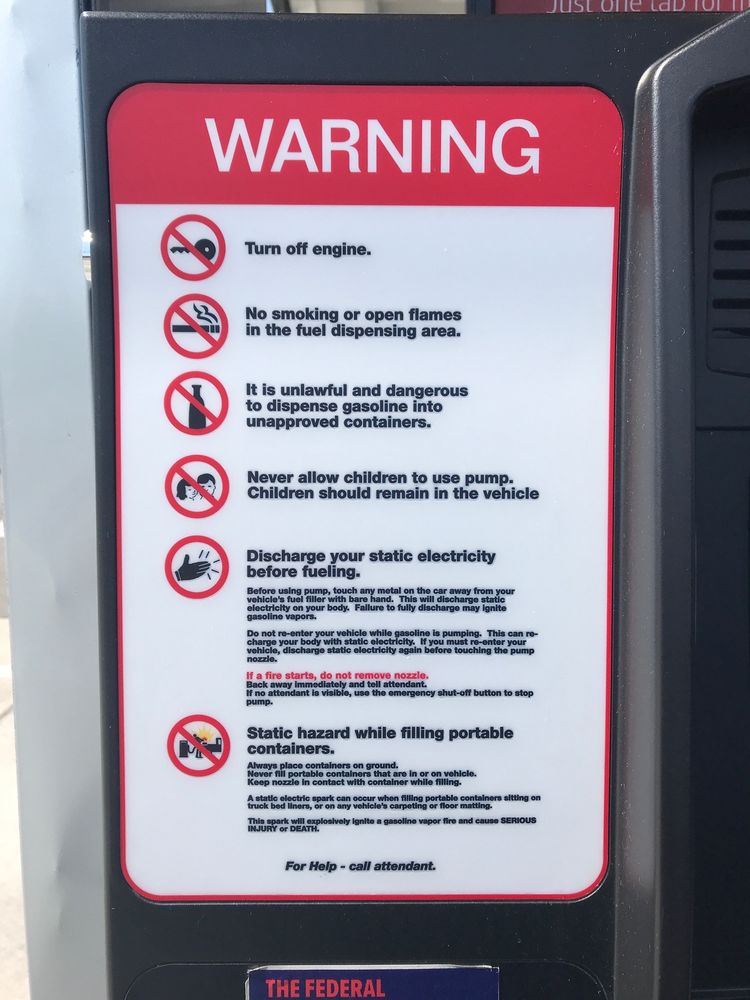 Just one tap for
WARNING
Turn off engine.
No smoking or open flames
in the fuel dispensing area.
It is unlawful and dangerous
to dispense gasoline into
unapproved containers.
Never allow children to use pump.
Children should remain in the vehicle
Discharge your static electricity
before fueling.
Before using pump, touch any metal on the car away from your
vehicle's fuel filler with bare hand. This will discharge static
electricity on your body. Failure to fully discharge may ignite
gasoline vapors.
Do not re-enter your vehicle while gasoline is pumping. This can re-
charge your body with static electricity. If you must re-enter your
vehicle, discharge static electricity again before touching the pump
nozzle.
If a fire starts, do not remove nozzle.
Back away immediately and tell attendant.
If no attendant is visible, use the emergency shut-off button to stop
pump.
Static hazard while filling portable
containers.
Always place containers on ground.
Never fill portable containers that are in or on vehicle.
Keep nozzle in contact with container while filling.
A static electric spark can occur when filling portable containers sitting on
truck bed liners, or on any vehicle's carpeting or floor matting.
This spark will explosively ignite a gasoline vapor fire and cause SERIOUS
INJURY or DEATH.
For Help - call attendant.
THE FEDERAL